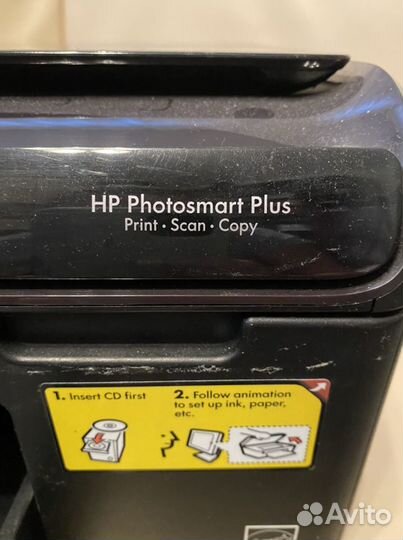 HP Photosmart Plus
Print · Scan · Copy
1. Insert CD first
2. Follow animation
to set up ink, paper,
etc.
Avito